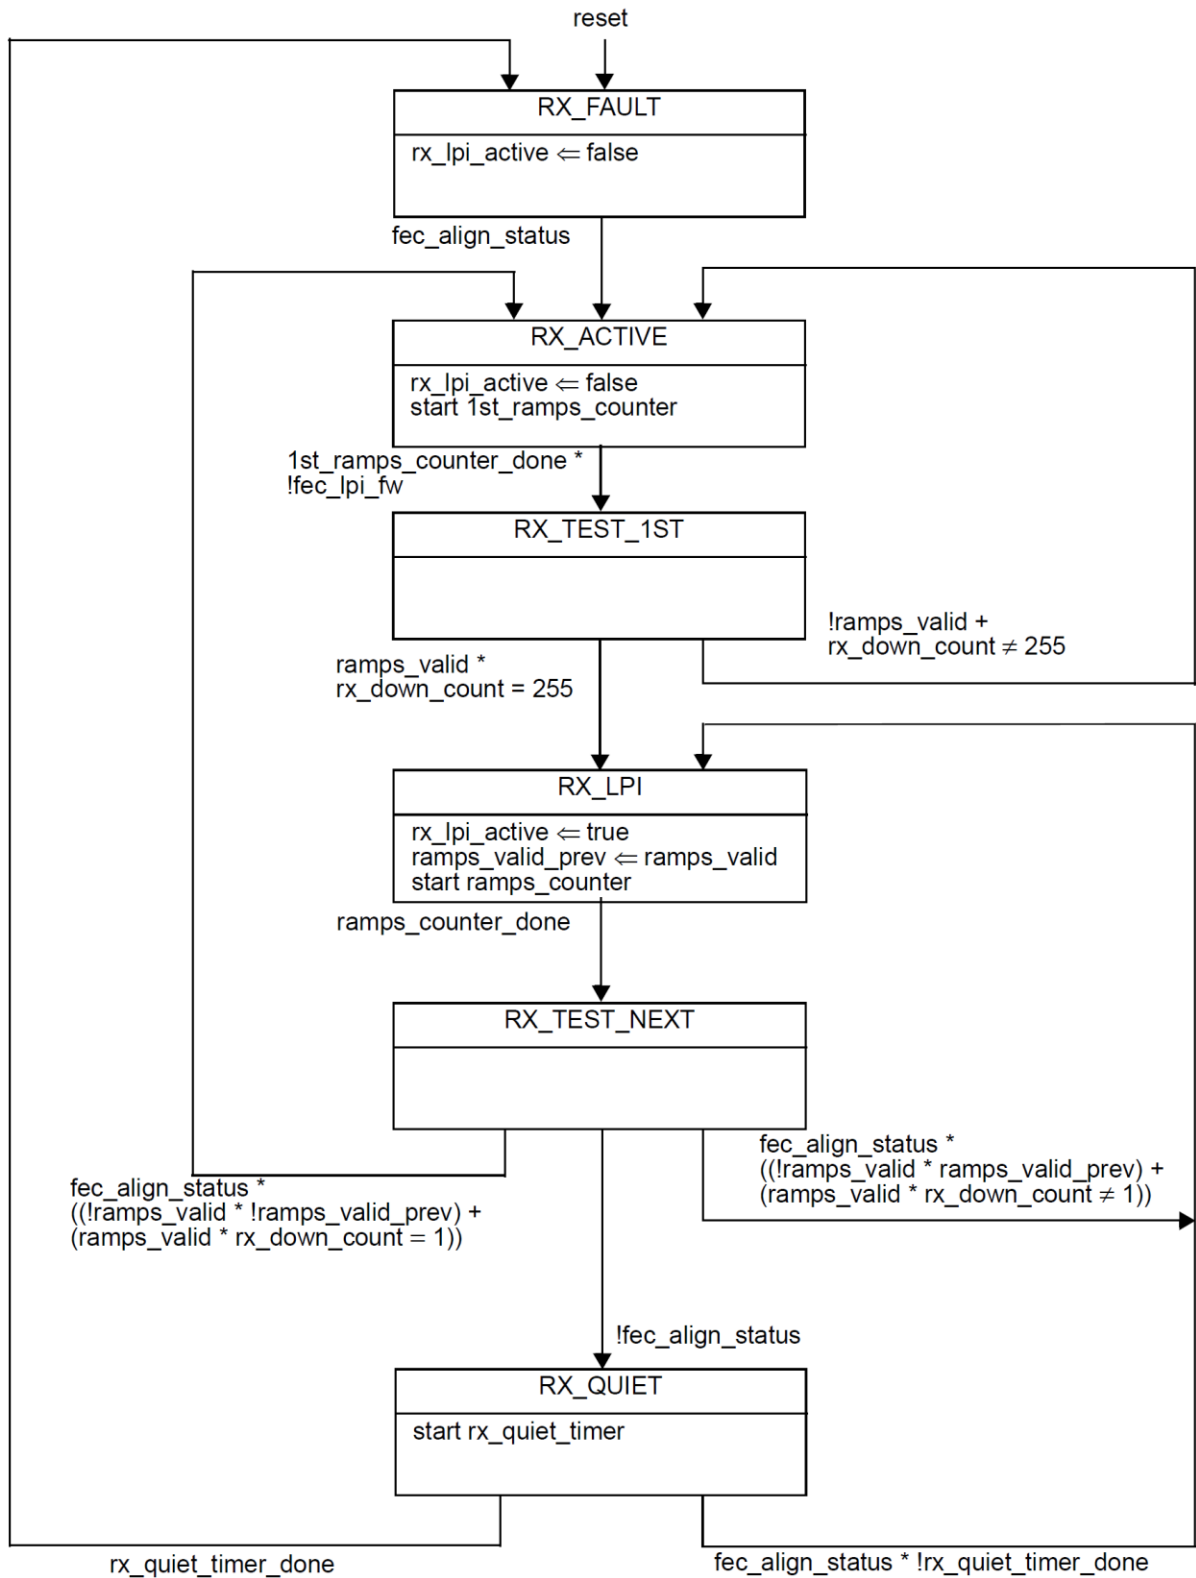 reset
RX_FAULT
rx_lpi_active ⇐ false
fec_align_status
RX_ACTIVE
rx_lpi_active ⇐ false
start 1st_ramps_counter
1st_ramps_counter_done *
!fec_lpi_fw
RX_TEST_1ST
!ramps_valid +
rx_down_count ≠ 255
ramps_valid *
rx_down_count = 255
RX_LPI
rx_lpi_active ⇐ true
ramps_valid_prev ⇐ ramps_valid
start ramps_counter
ramps_counter_done
RX_TEST_NEXT
fec_align_status *
((!ramps_valid * ramps_valid_prev) +
(ramps_valid * rx_down_count ≠ 1))
fec_align_status *
((!ramps_valid * !ramps_valid_prev) +
(ramps_valid * rx_down_count = 1))
!fec_align_status
RX_QUIET
start rx_quiet_timer
rx_quiet_timer_done
fec_align_status * !rx_quiet_timer_done